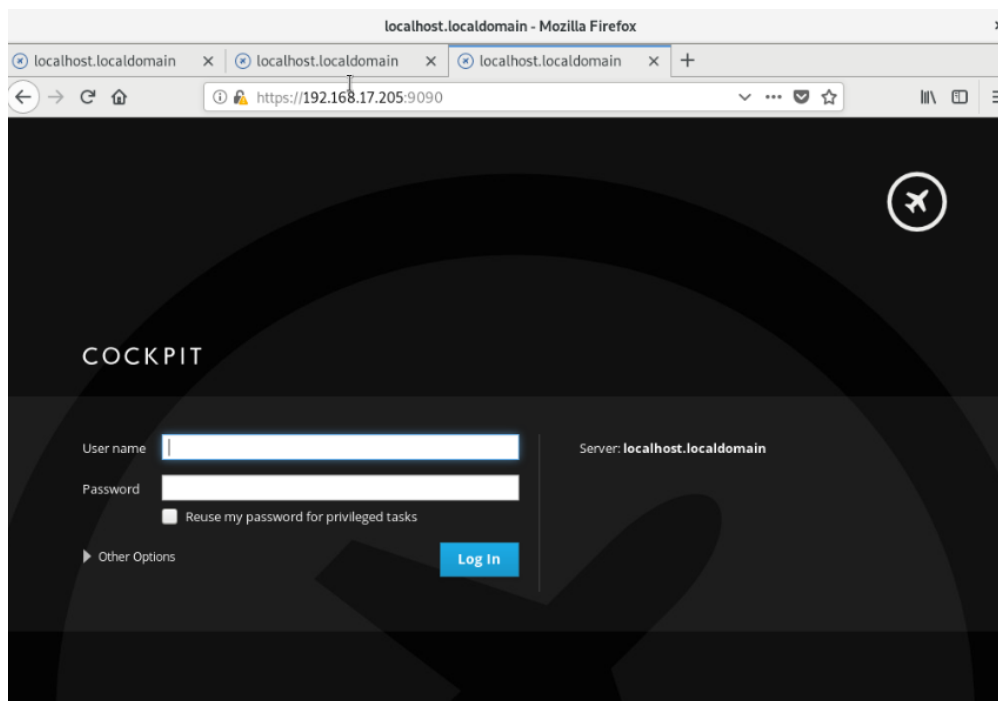 localhost.localdomain - Mozilla Firefox
localhost.localdomain localhost.localdomain localhost.localdomain
https://192.168.17.205:9090
COCKPIT
User name
Server: localhost.localdomain
Password
Reuse my password for privileged tasks
Other Options
Log In